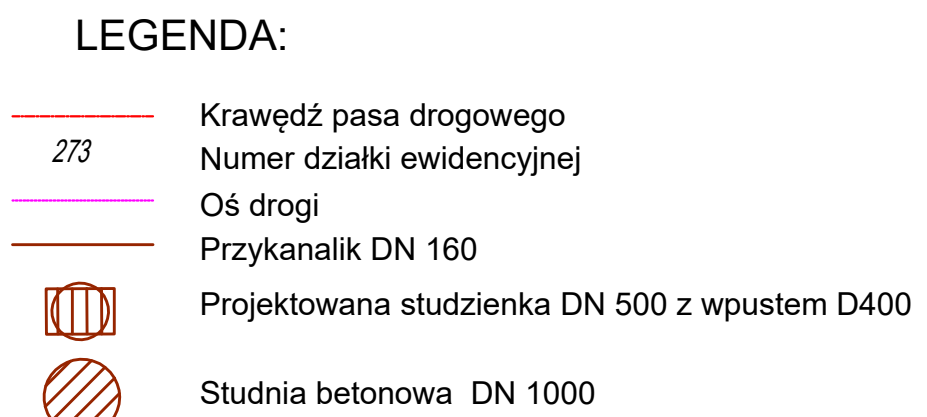 LEGENDA:
Krawędź pasa drogowego
273
Numer działki ewidencyjnej
Oś drogi
Przykanalik DN 160
Projektowana studzienka DN 500 z wpustem D400
Studnia betonowa DN 1000